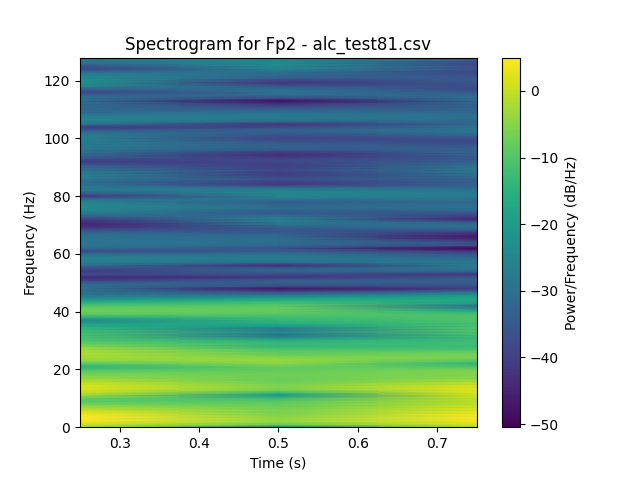 Spectrogram for Fp2 - alc_test81.csv
120
100
80
60
40
20
0
Frequency (Hz)
0.3 0.4 0.5 0.6 0.7
Time (s)
0
−10
−20
−30
−40
−50
Power/Frequency (dB/Hz)